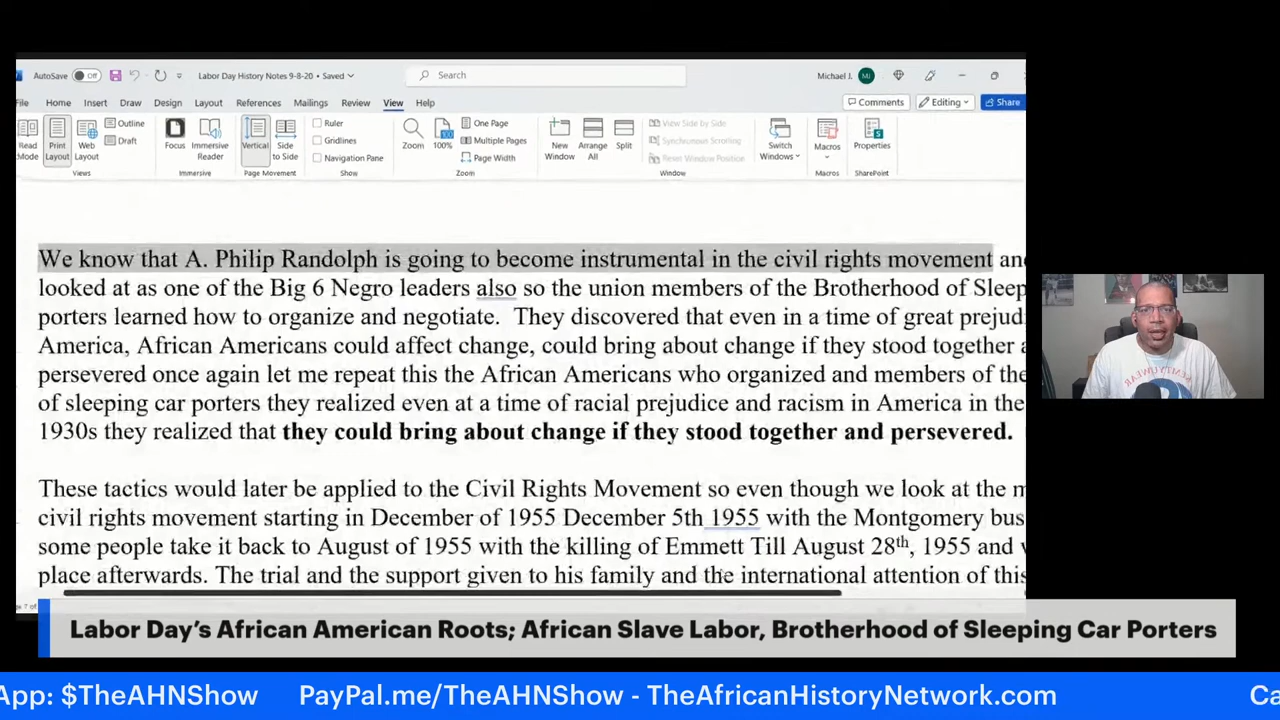 AutoSave Off Labor Day History Notes 9-8-20 • Saved Search Michael J. MI
File Home Insert Draw Design Layout References Mailings Review View Help Comments Editing Share
Read Mode Print Layout Web Layout Outline Draft Focus Immersive Reader Vertical Side to Side Ruler Gridlines Navigation Pane Zoom 100% One Page Multiple Pages Page Width New Window Arrange All Split View Side by Side Synchronous Scrolling Reset Window Position Switch Windows Macros Properties
Views Immersive Page Movement Show Zoom Window Macros SharePoint
We know that A. Philip Randolph is going to become instrumental in the civil rights movement
looked at as one of the Big 6 Negro leaders also so the union members of the Brotherhood of
porters learned how to organize and negotiate. They discovered that even in a time of great
America, African Americans could affect change, could bring about change if they stood together
persevered once again let me repeat this the African Americans who organized and members of the
of sleeping car porters they realized even at a time of racial prejudice and racism in America in the
1930s they realized that they could bring about change if they stood together and persevered.
These tactics would later be applied to the Civil Rights Movement so even though we look at the
civil rights movement starting in December of 1955 December 5th 1955 with the Montgomery bus
some people take it back to August of 1955 with the killing of Emmett Till August 28th, 1955 and
place afterwards. The trial and the support given to his family and the international attention of this
Labor Day's African American Roots; African Slave Labor, Brotherhood of Sleeping Car Porters
App: $TheAHNShow PayPal.me/TheAHNShow - TheAfricanHistoryNetwork.com Ca